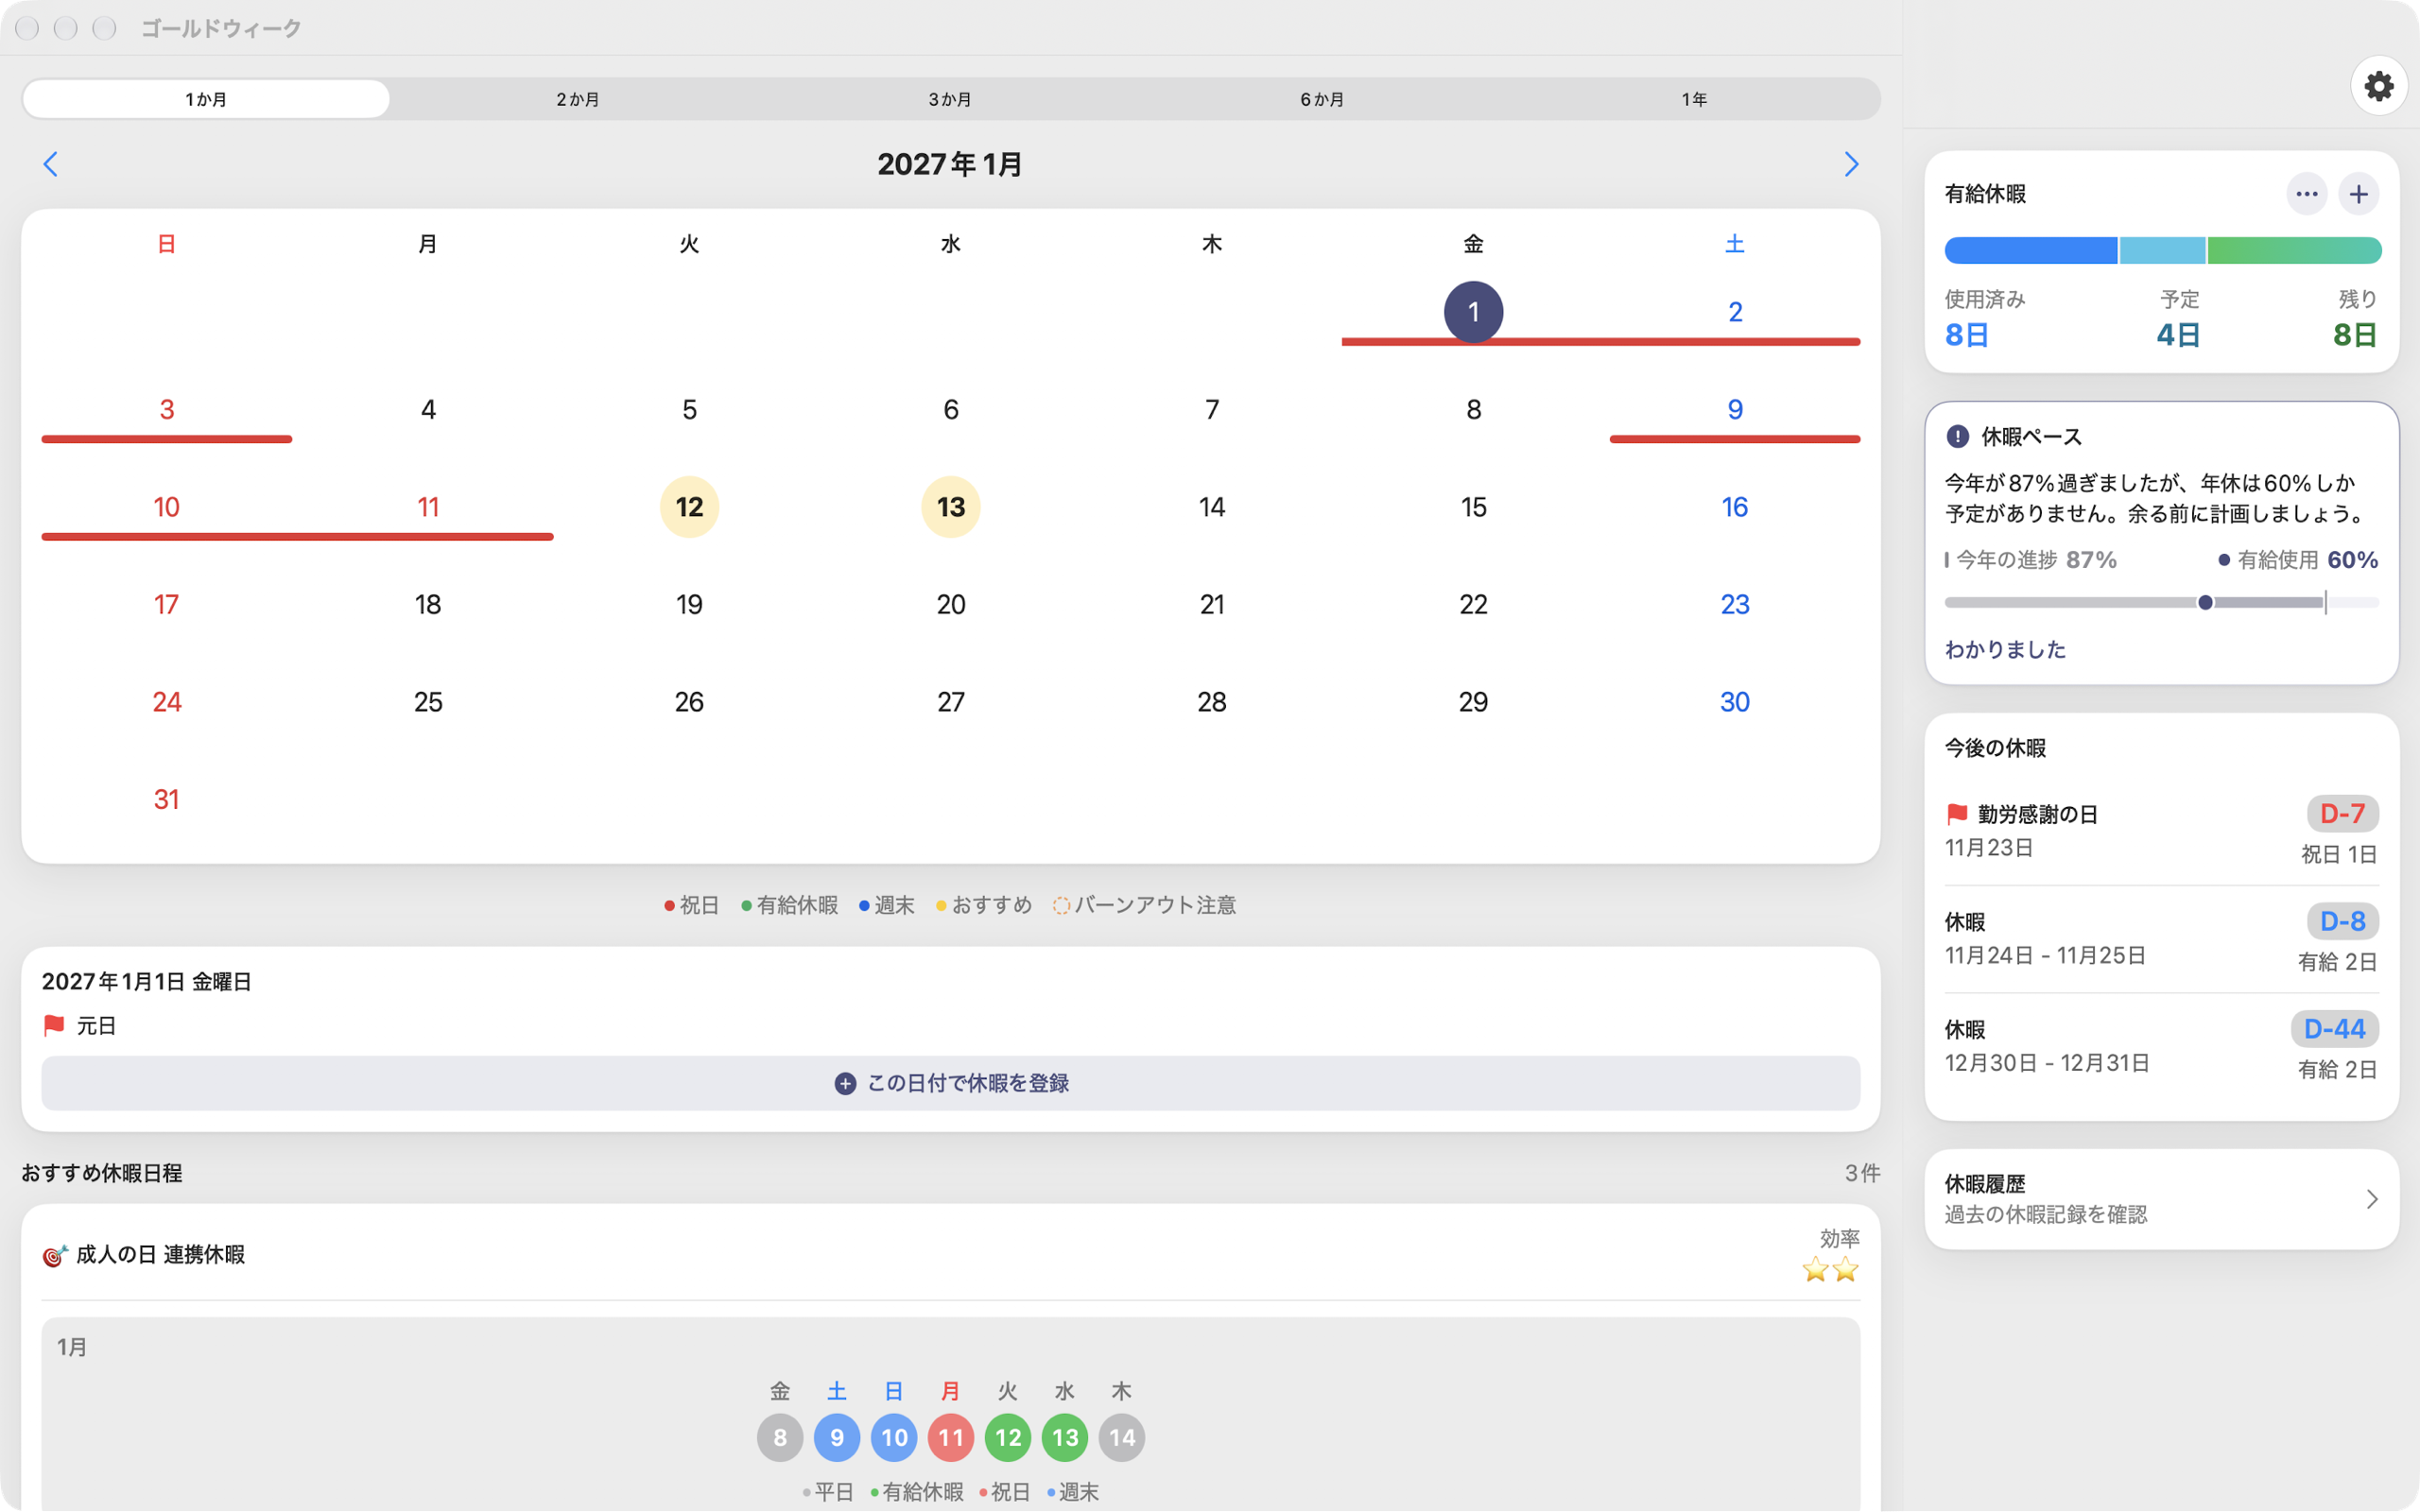 ゴールドウィーク
1か月 2か月 3か月 6か月 1年
2027年 1月
日 月 火 水 木 金 土
1 2
3 4 5 6 7 8 9
10 11 12 13 14 15 16
17 18 19 20 21 22 23
24 25 26 27 28 29 30
31
祝日 有給休暇 週末 おすすめ バーンアウト注意
2027年1月1日 金曜日
元日
この日付で休暇を登録
おすすめ休暇日程 3件
成人の日 連携休暇
効率
1月
金 土 日 月 火 水 木
8 9 10 11 12 13 14
平日 有給休暇 祝日 週末
有給休暇
使用済み 予定 残り
8日 4日 8日
休暇ペース
今年が87%過ぎましたが、年休は60%しか
予定がありません。余る前に計画しましょう。
今年の進捗 87% 有給使用 60%
わかりました
今後の休暇
勤労感謝の日 D-7
11月23日 祝日 1日
休暇 D-8
11月24日 - 11月25日 有給 2日
休暇 D-44
12月30日 - 12月31日 有給 2日
休暇履歴
過去の休暇記録を確認